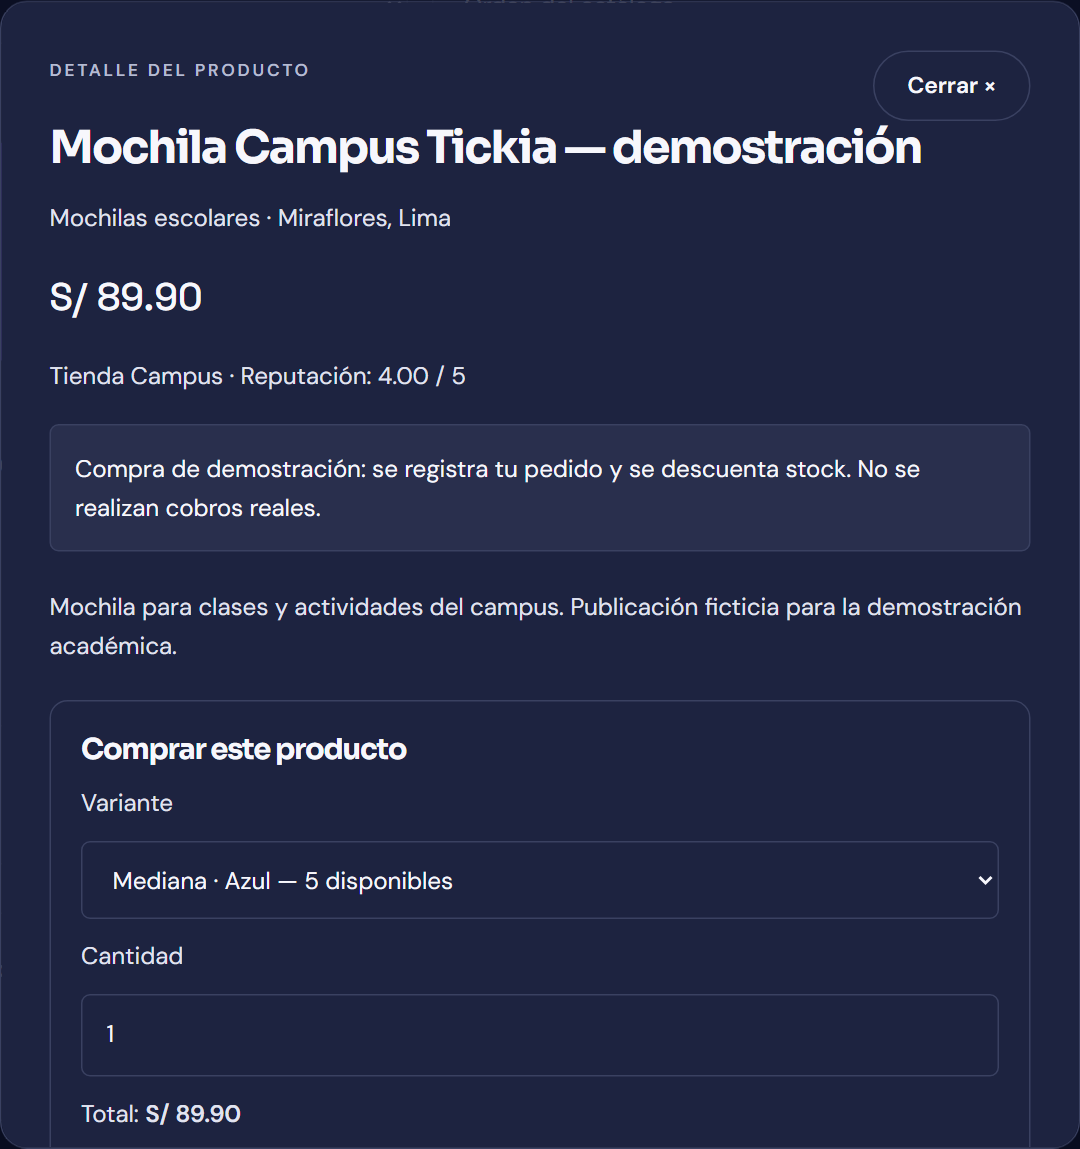 DETALLE DEL PRODUCTO
Cerrar ×
Mochila Campus Tickia — demostración
Mochilas escolares · Miraflores, Lima
S/ 89.90
Tienda Campus · Reputación: 4.00 / 5
Compra de demostración: se registra tu pedido y se descuenta stock. No se
realizan cobros reales.
Mochila para clases y actividades del campus. Publicación ficticia para la demostración
académica.
Comprar este producto
Variante
Mediana · Azul — 5 disponibles
Cantidad
1
Total: S/ 89.90